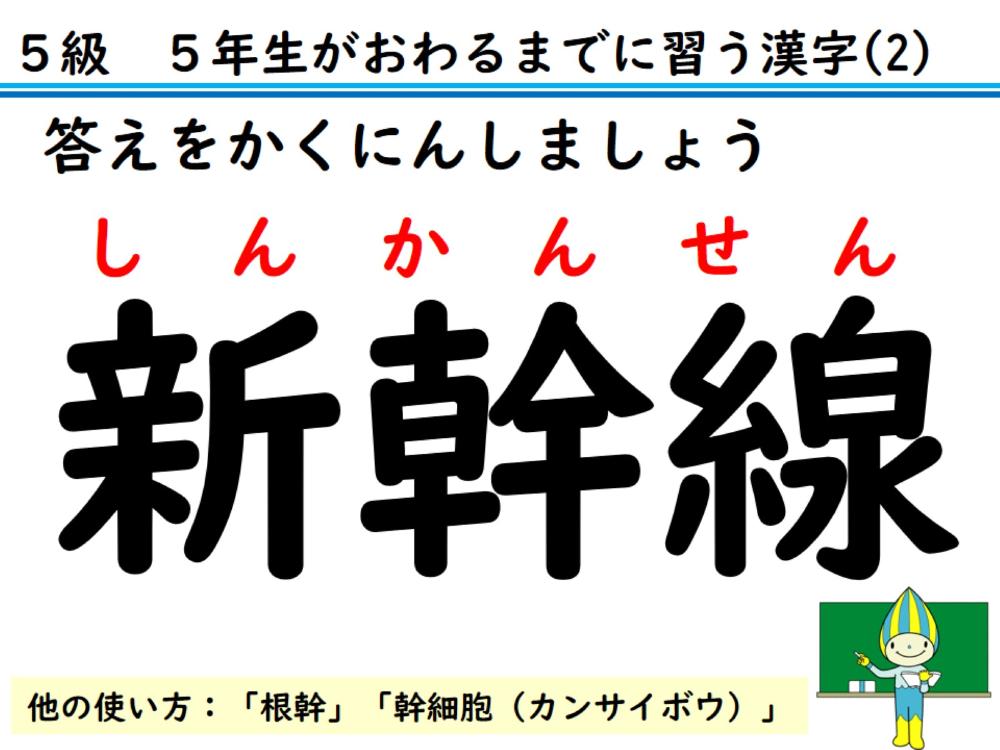 ５級　５年生がおわるまでに習う漢字(2)
答えをかくにんしましょう
しんかんせん
新幹線
他の使い方：「根幹」「幹細胞（カンサイボウ）」